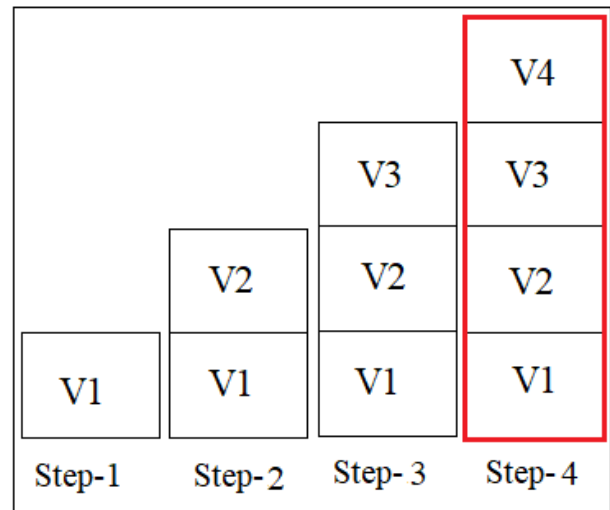 V4
V3 V3
V2 V2 V2
V1 V1 V1 V1
Step-1 Step-2 Step-3 Step-4